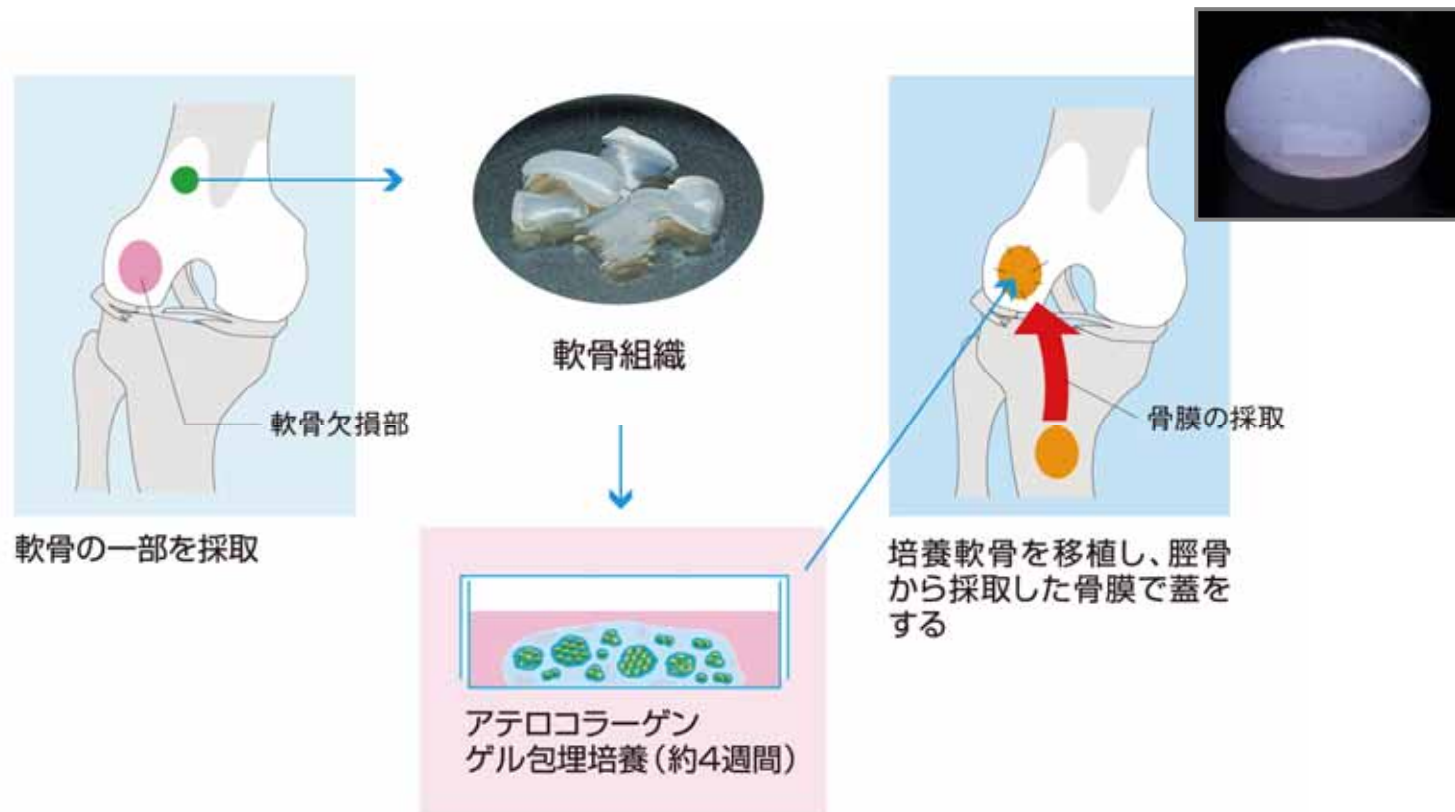 軟骨欠損部
軟骨の一部を採取
軟骨組織
アテロコラーゲン
ゲル包埋培養(約4週間)
骨膜の採取
培養軟骨を移植し、脛骨
から採取した骨膜で蓋を
する